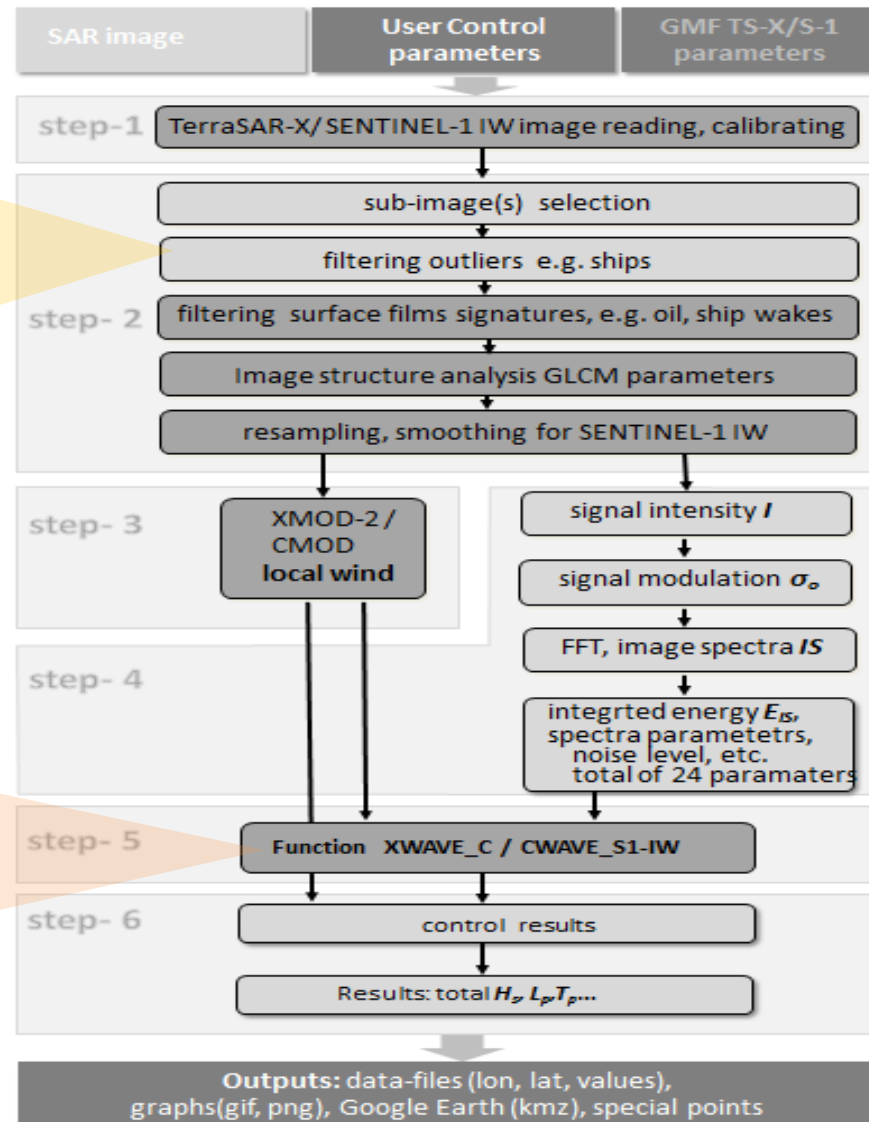 SAR image
User Control
parameters
GMF TS-X/S-1
parameters
step-1
TerraSAR-X/SENTINEL-1 IW image reading, calibrating
sub-image(s) selection
filtering outliers e.g. ships
step- 2
filtering surface films signatures, e.g. oil, ship wakes
Image structure analysis GLCM parameters
resampling, smoothing for SENTINEL-1 IW
step- 3
XMOD-2 /
CMOD
local wind
signal intensity I
signal modulation σₒ
FFT, image spectra IS
step- 4
integrted energy E_IS,
spectra parametetrs,
noise level, etc.
total of 24 paramaters
step- 5
Function XWAVE_C / CWAVE_S1-IW
step- 6
control results
Results: total Hₛ, Lₚ, Tₚ...
Outputs: data-files (lon, lat, values),
graphs(gif, png), Google Earth (kmz), special points